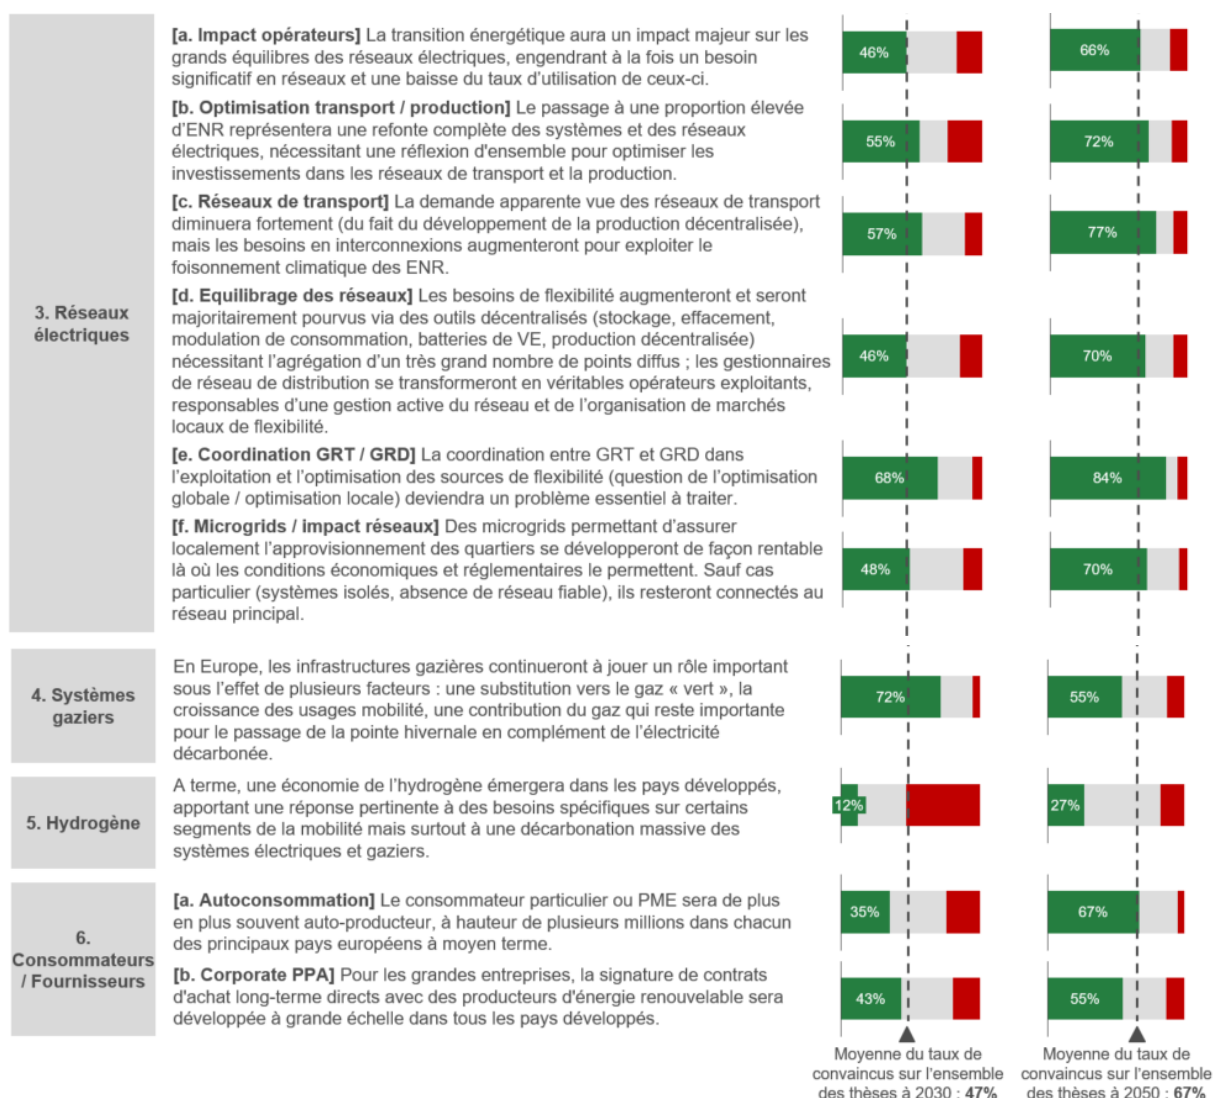 3. Réseaux
électriques
[a. Impact opérateurs] La transition énergétique aura un impact majeur sur les
grands équilibres des réseaux électriques, engendrant à la fois un besoin
significatif en réseaux et une baisse du taux d'utilisation de ceux-ci.
46%
66%
[b. Optimisation transport / production] Le passage à une proportion élevée
d'ENR représentera une refonte complète des systèmes et des réseaux
électriques, nécessitant une réflexion d'ensemble pour optimiser les
investissements dans les réseaux de transport et la production.
55%
72%
[c. Réseaux de transport] La demande apparente vue des réseaux de transport
diminuera fortement (du fait du développement de la production décentralisée),
mais les besoins en interconnexions augmenteront pour exploiter le
foisonnement climatique des ENR.
57%
77%
[d. Equilibrage des réseaux] Les besoins de flexibilité augmenteront et seront
majoritairement pourvus via des outils décentralisés (stockage, effacement,
modulation de consommation, batteries de VE, production décentralisée)
nécessitant l'agrégation d'un très grand nombre de points diffus ; les gestionnaires
de réseau de distribution se transformeront en véritables opérateurs exploitants,
responsables d'une gestion active du réseau et de l'organisation de marchés
locaux de flexibilité.
46%
70%
[e. Coordination GRT / GRD] La coordination entre GRT et GRD dans
l'exploitation et l'optimisation des sources de flexibilité (question de l'optimisation
globale / optimisation locale) deviendra un problème essentiel à traiter.
68%
84%
[f. Microgrids / impact réseaux] Des microgrids permettant d'assurer
localement l'approvisionnement des quartiers se développeront de façon rentable
là où les conditions économiques et réglementaires le permettent. Sauf cas
particulier (systèmes isolés, absence de réseau fiable), ils resteront connectés au
réseau principal.
48%
70%
4. Systèmes
gaziers
En Europe, les infrastructures gazières continueront à jouer un rôle important
sous l'effet de plusieurs facteurs : une substitution vers le gaz « vert », la
croissance des usages mobilité, une contribution du gaz qui reste importante
pour le passage de la pointe hivernale en complément de l'électricité
décarbonée.
72%
55%
5. Hydrogène
A terme, une économie de l'hydrogène émergera dans les pays développés,
apportant une réponse pertinente à des besoins spécifiques sur certains
segments de la mobilité mais surtout à une décarbonation massive des
systèmes électriques et gaziers.
12%
27%
6.
Consommateurs
/ Fournisseurs
[a. Autoconsommation] Le consommateur particulier ou PME sera de plus
en plus souvent auto-producteur, à hauteur de plusieurs millions dans chacun
des principaux pays européens à moyen terme.
35%
67%
[b. Corporate PPA] Pour les grandes entreprises, la signature de contrats
d'achat long-terme directs avec des producteurs d'énergie renouvelable sera
développée à grande échelle dans tous les pays développés.
43%
55%
Moyenne du taux de
convaincus sur l'ensemble
des thèses à 2030 : 47%
Moyenne du taux de
convaincus sur l'ensemble
des thèses à 2050 : 67%